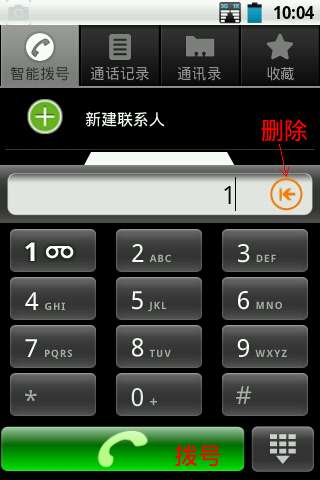 10:04
智能拨号 通话记录 通讯录 收藏
新建联系人
删除
1
1 2 ABC 3 DEF
4 GHI 5 JKL 6 MNO
7 PQRS 8 TUV 9 WXYZ
* 0 + #
拨号